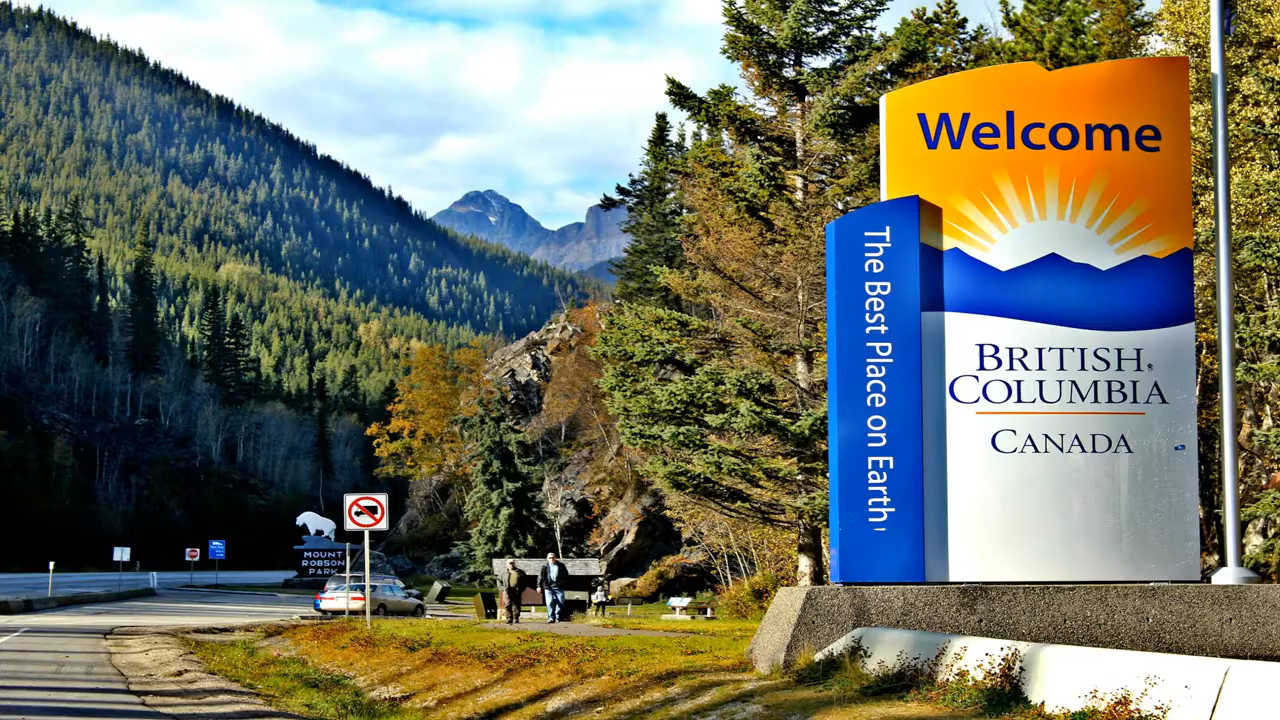 Welcome
The Best Place on Earth
BRITISH
COLUMBIA
CANADA
MOUNT
ROBSON
PARK